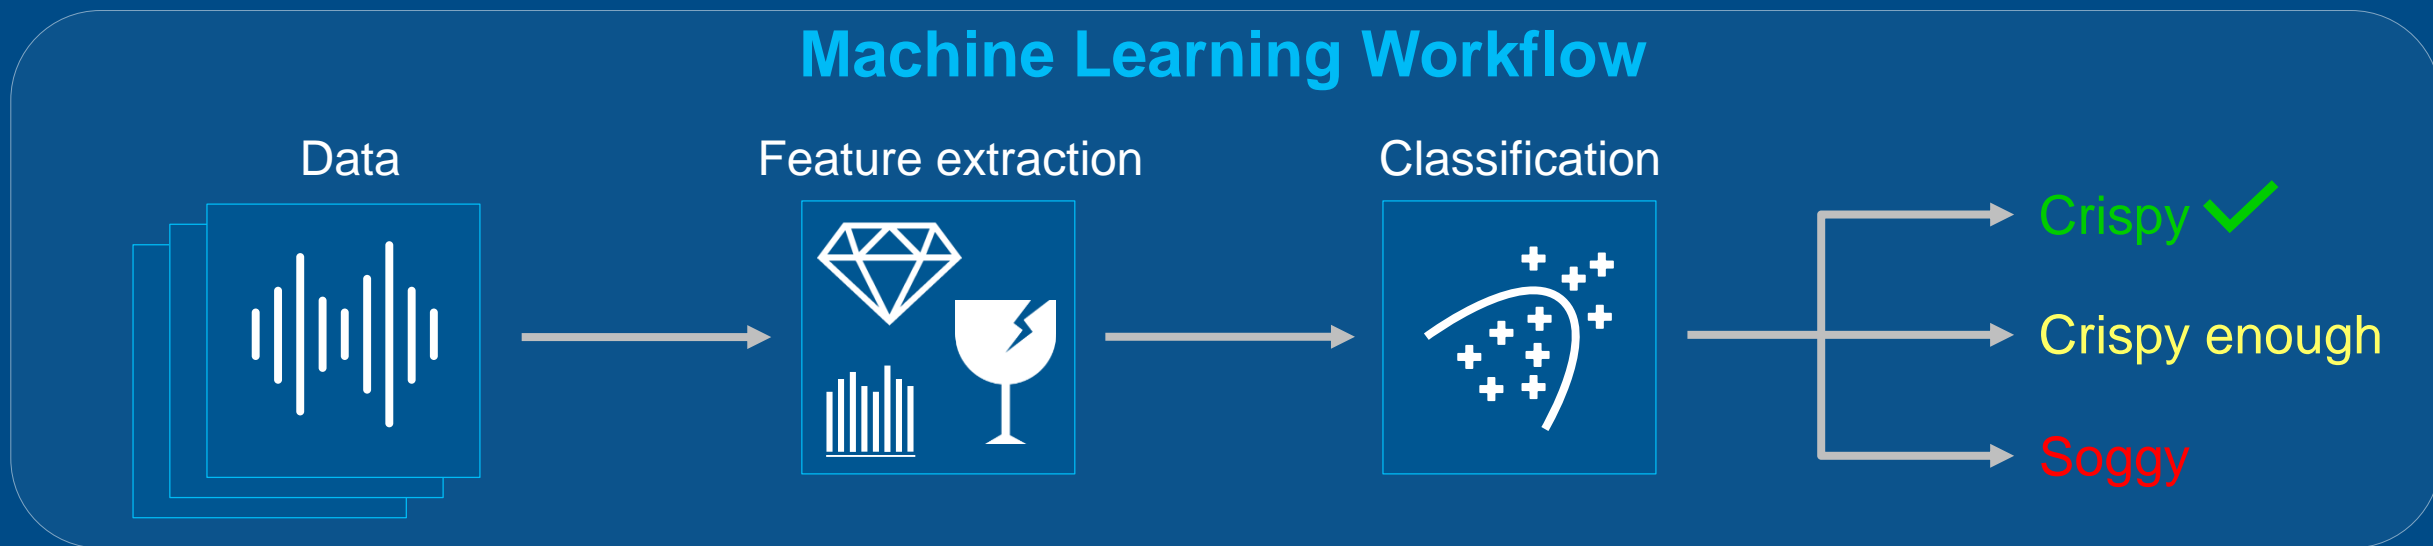 Machine Learning Workflow
Data
Feature extraction
Classification
Crispy
Crispy enough
Soggy